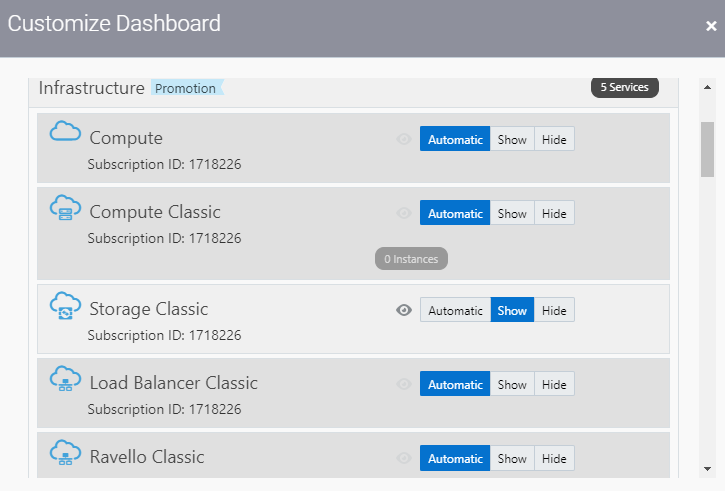 Customize Dashboard
Infrastructure Promotion 5 Services
Compute Automatic Show Hide
Subscription ID: 1718226
Compute Classic Automatic Show Hide
Subscription ID: 1718226
0 Instances
Storage Classic Automatic Show Hide
Subscription ID: 1718226
Load Balancer Classic Automatic Show Hide
Subscription ID: 1718226
Ravello Classic Automatic Show Hide